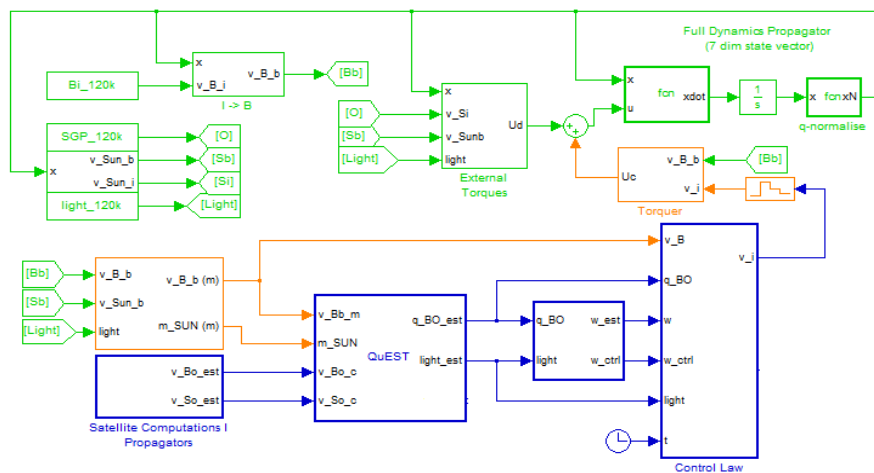 Full Dynamics Propagator
(7 dim state vector)
x
v_B_i
v_B_b
I -> B
Bi_120k
[Bb]
SGP_120k
[O]
x
v_Sun_b
[Sb]
v_Sun_i
[Si]
light_120k
[Light]
[O]
[Sb]
[Light]
x
v_Si
v_Sunb
light
Ud
External
Torques
x
u
fcn
xdot
1
s
x
fcn
xN
q-normalise
Uc
v_B_b
v_i
Torquer
[Bb]
[Bb]
[Sb]
[Light]
v_B_b
v_Sun_b
light
v_B_b (m)
m_SUN (m)
v_Bo_est
v_So_est
Satellite Computations I
Propagators
v_Bb_m
m_SUN
v_Bo_c
v_So_c
QuEST
q_BO_est
light_est
q_BO
light
w_est
w_ctrl
v_B
q_BO
w
w_ctrl
light
t
v_i
Control Law